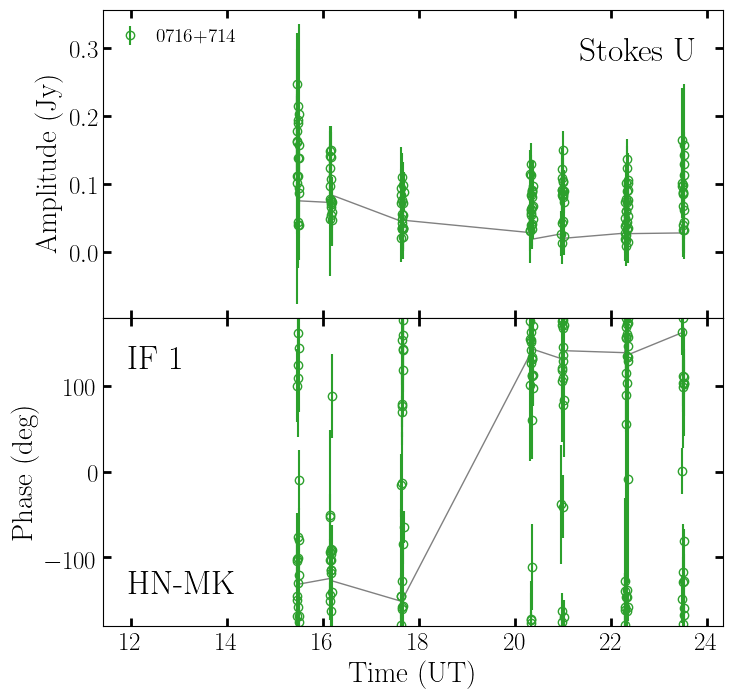 0716+714
Stokes U
0.3
0.2
0.1
0.0
Amplitude (Jy)
IF 1
100
0
−100
Phase (deg)
HN-MK
12 14 16 18 20 22 24
Time (UT)